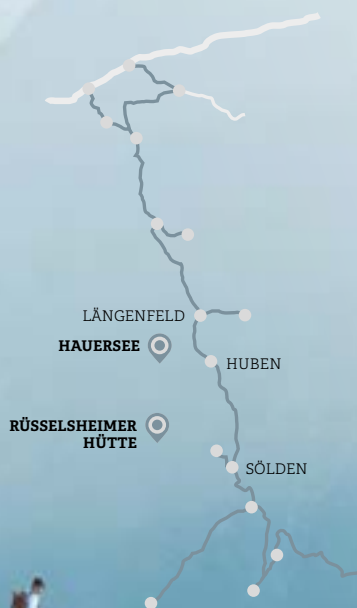 LÄNGENFELD
HAUERSEE
HUBEN
RÜSSELSHEIMER
HÜTTE
SÖLDEN